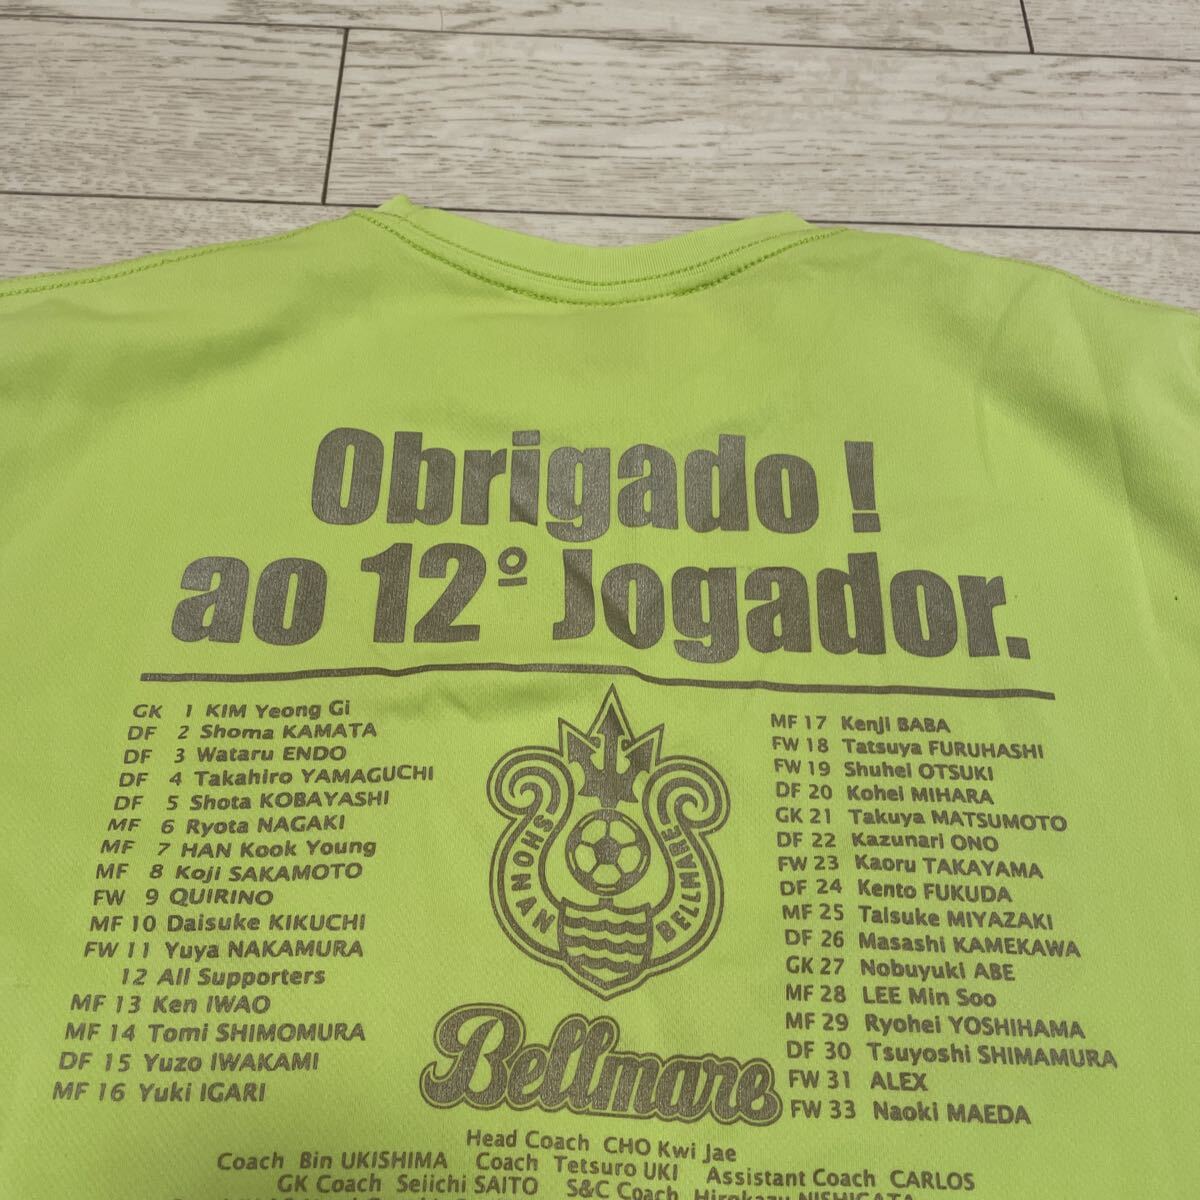 Obrigado !
ao 12º Jogador.
GK 1 KIM Yeong Gi
DF 2 Shoma KAMATA
DF 3 Wataru ENDO
DF 4 Takahiro YAMAGUCHI
DF 5 Shota KOBAYASHI
MF 6 Ryota NAGAKI
MF 7 HAN Kook Young
MF 8 Koji SAKAMOTO
FW 9 QUIRINO
MF 10 Daisuke KIKUCHI
FW 11 Yuya NAKAMURA
12 All Supporters
MF 13 Ken IWAO
MF 14 Tomi SHIMOMURA
DF 15 Yuzo IWAKAMI
MF 16 Yuki IGARI
SHONAN BELLMARE
Bellmare
MF 17 Kenji BABA
FW 18 Tatsuya FURUHASHI
FW 19 Shuhei OTSUKI
DF 20 Kohei MIHARA
GK 21 Takuya MATSUMOTO
DF 22 Kazunari ONO
FW 23 Kaoru TAKAYAMA
DF 24 Kento FUKUDA
MF 25 Taisuke MIYAZAKI
DF 26 Masashi KAMEKAWA
GK 27 Nobuyuki ABE
MF 28 LEE Min Soo
MF 29 Ryohei YOSHIHAMA
DF 30 Tsuyoshi SHIMAMURA
FW 31 ALEX
FW 33 Naoki MAEDA
Head Coach CHO Kwi Jae
Coach Bin UKISHIMA Coach Tetsuro UKI Assistant Coach CARLOS
GK Coach Seiichi SAITO S&C Coach Hirokazu NISHIGATA